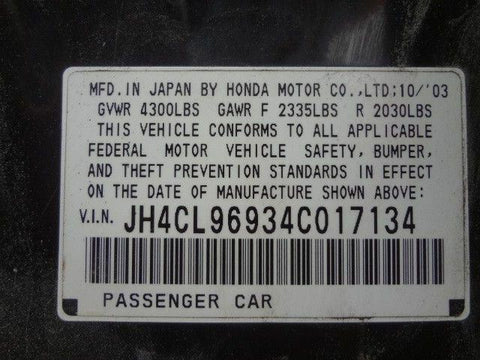 MFD. IN JAPAN BY HONDA MOTOR CO.,LTD;10/'03
GVWR 4300LBS GAWR F 2335LBS R 2030LBS
THIS VEHICLE CONFORMS TO ALL APPLICABLE
FEDERAL MOTOR VEHICLE SAFETY, BUMPER,
AND THEFT PREVENTION STANDARDS IN EFFECT
ON THE DATE OF MANUFACTURE SHOWN ABOVE:
V.I.N. JH4CL96934C017134
PASSENGER CAR